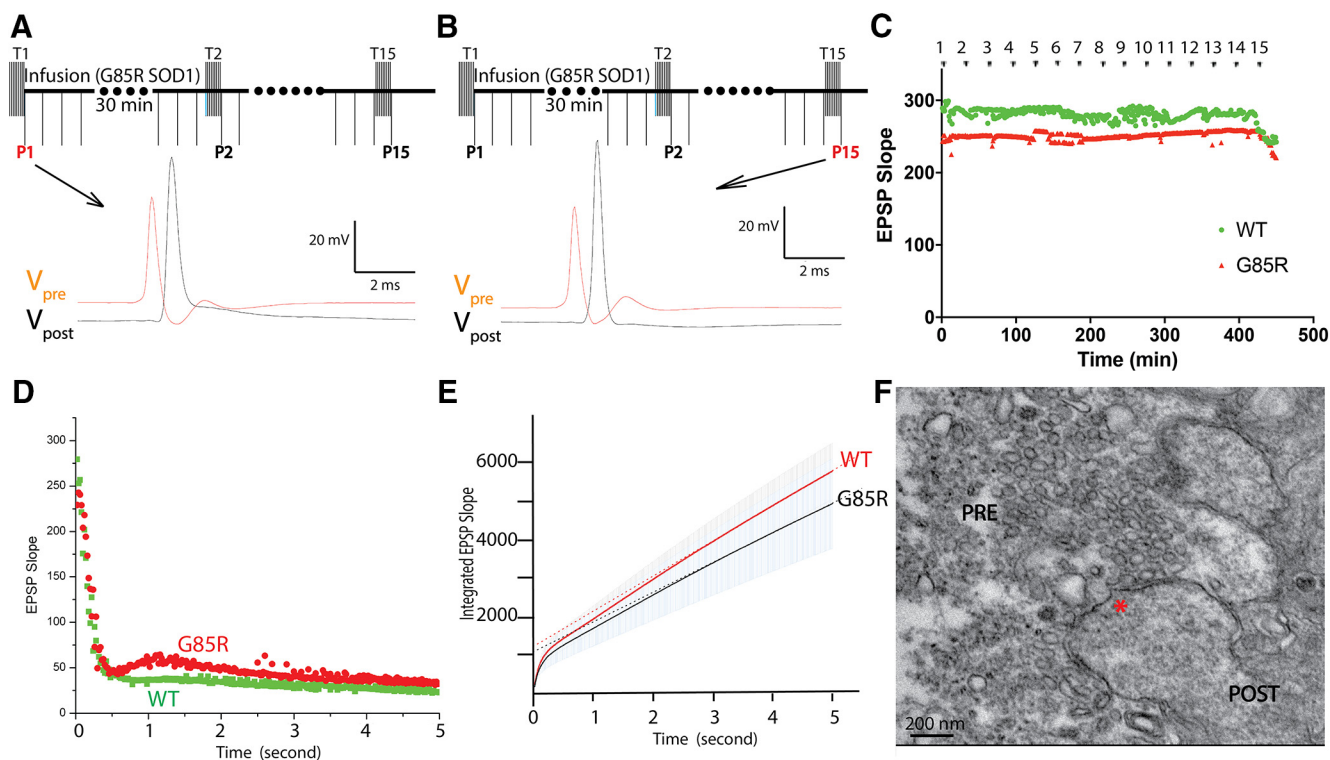 A
T1
T2
T15
Infusion (G85R SOD1)
30 min
P1
P2
P15
20 mV
2 ms
Vpre
Vpost
B
T1
T2
T15
Infusion (G85R SOD1)
30 min
P1
P2
P15
20 mV
2 ms
Vpre
Vpost
C
1 2 3 4 5 6 7 8 9 10 11 12 13 14 15
EPSP Slope
300
200
100
0
WT
G85R
0 100 200 300 400 500
Time (min)
D
EPSP Slope
300
250
200
150
100
50
0
G85R
WT
0 1 2 3 4 5
Time (second)
E
Integrated EPSP Slope
6000
4000
2000
WT
G85R
0 1 2 3 4 5
Time (second)
F
PRE
*
POST
200 nm